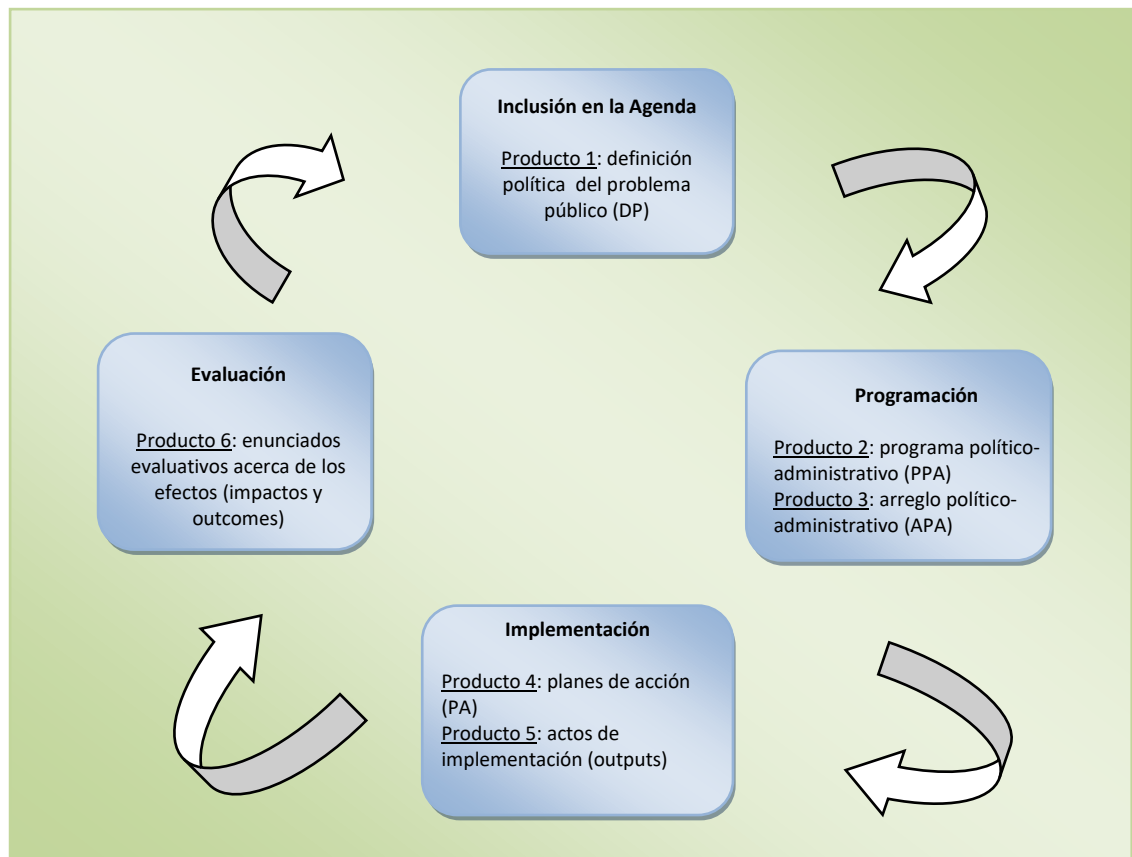 Inclusión en la Agenda
Producto 1: definición
política del problema
público (DP)
Evaluación
Producto 6: enunciados
evaluativos acerca de los
efectos (impactos y
outcomes)
Programación
Producto 2: programa político-
administrativo (PPA)
Producto 3: arreglo político-
administrativo (APA)
Implementación
Producto 4: planes de acción
(PA)
Producto 5: actos de
implementación (outputs)